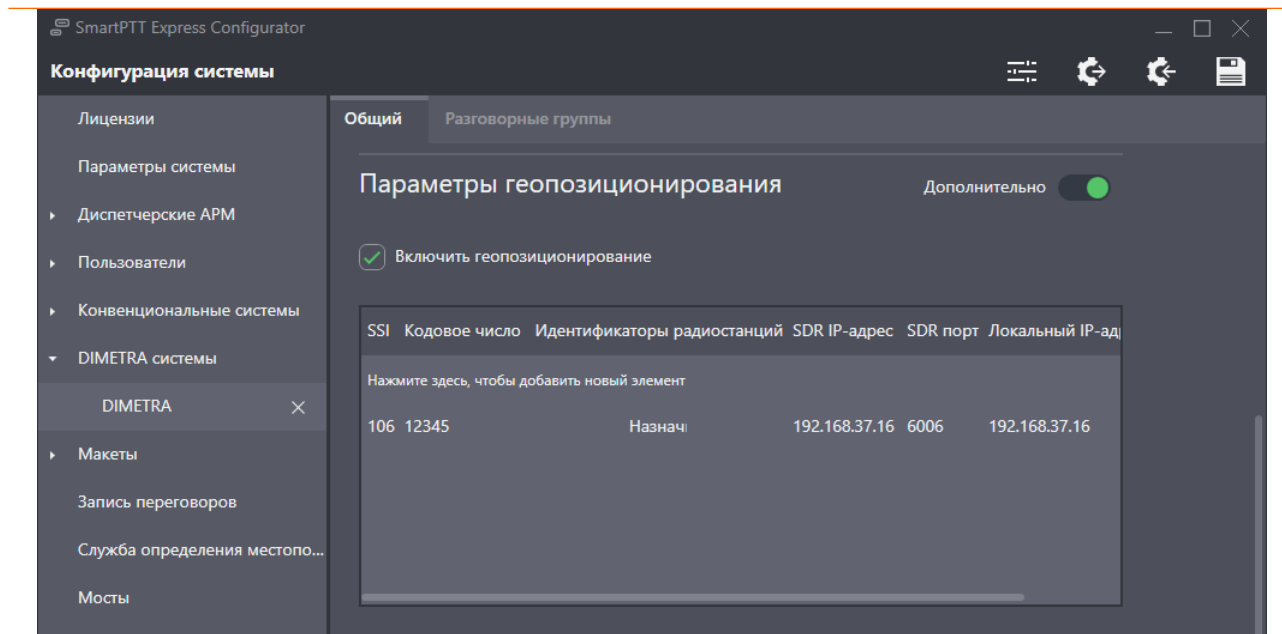 SmartPTT Express Configurator
Конфигурация системы
Лицензии
Параметры системы
Диспетчерские АРМ
Пользователи
Конвенциональные системы
DIMETRA системы
DIMETRA
Макеты
Запись переговоров
Служба определения местопо...
Мосты
Общий Разговорные группы
Параметры геопозиционирования Дополнительно
Включить геопозиционирование
SSI Кодовое число Идентификаторы радиостанций SDR IP-адрес SDR порт Локальный IP-ад
Нажмите здесь, чтобы добавить новый элемент
106 12345 Назнач 192.168.37.16 6006 192.168.37.16